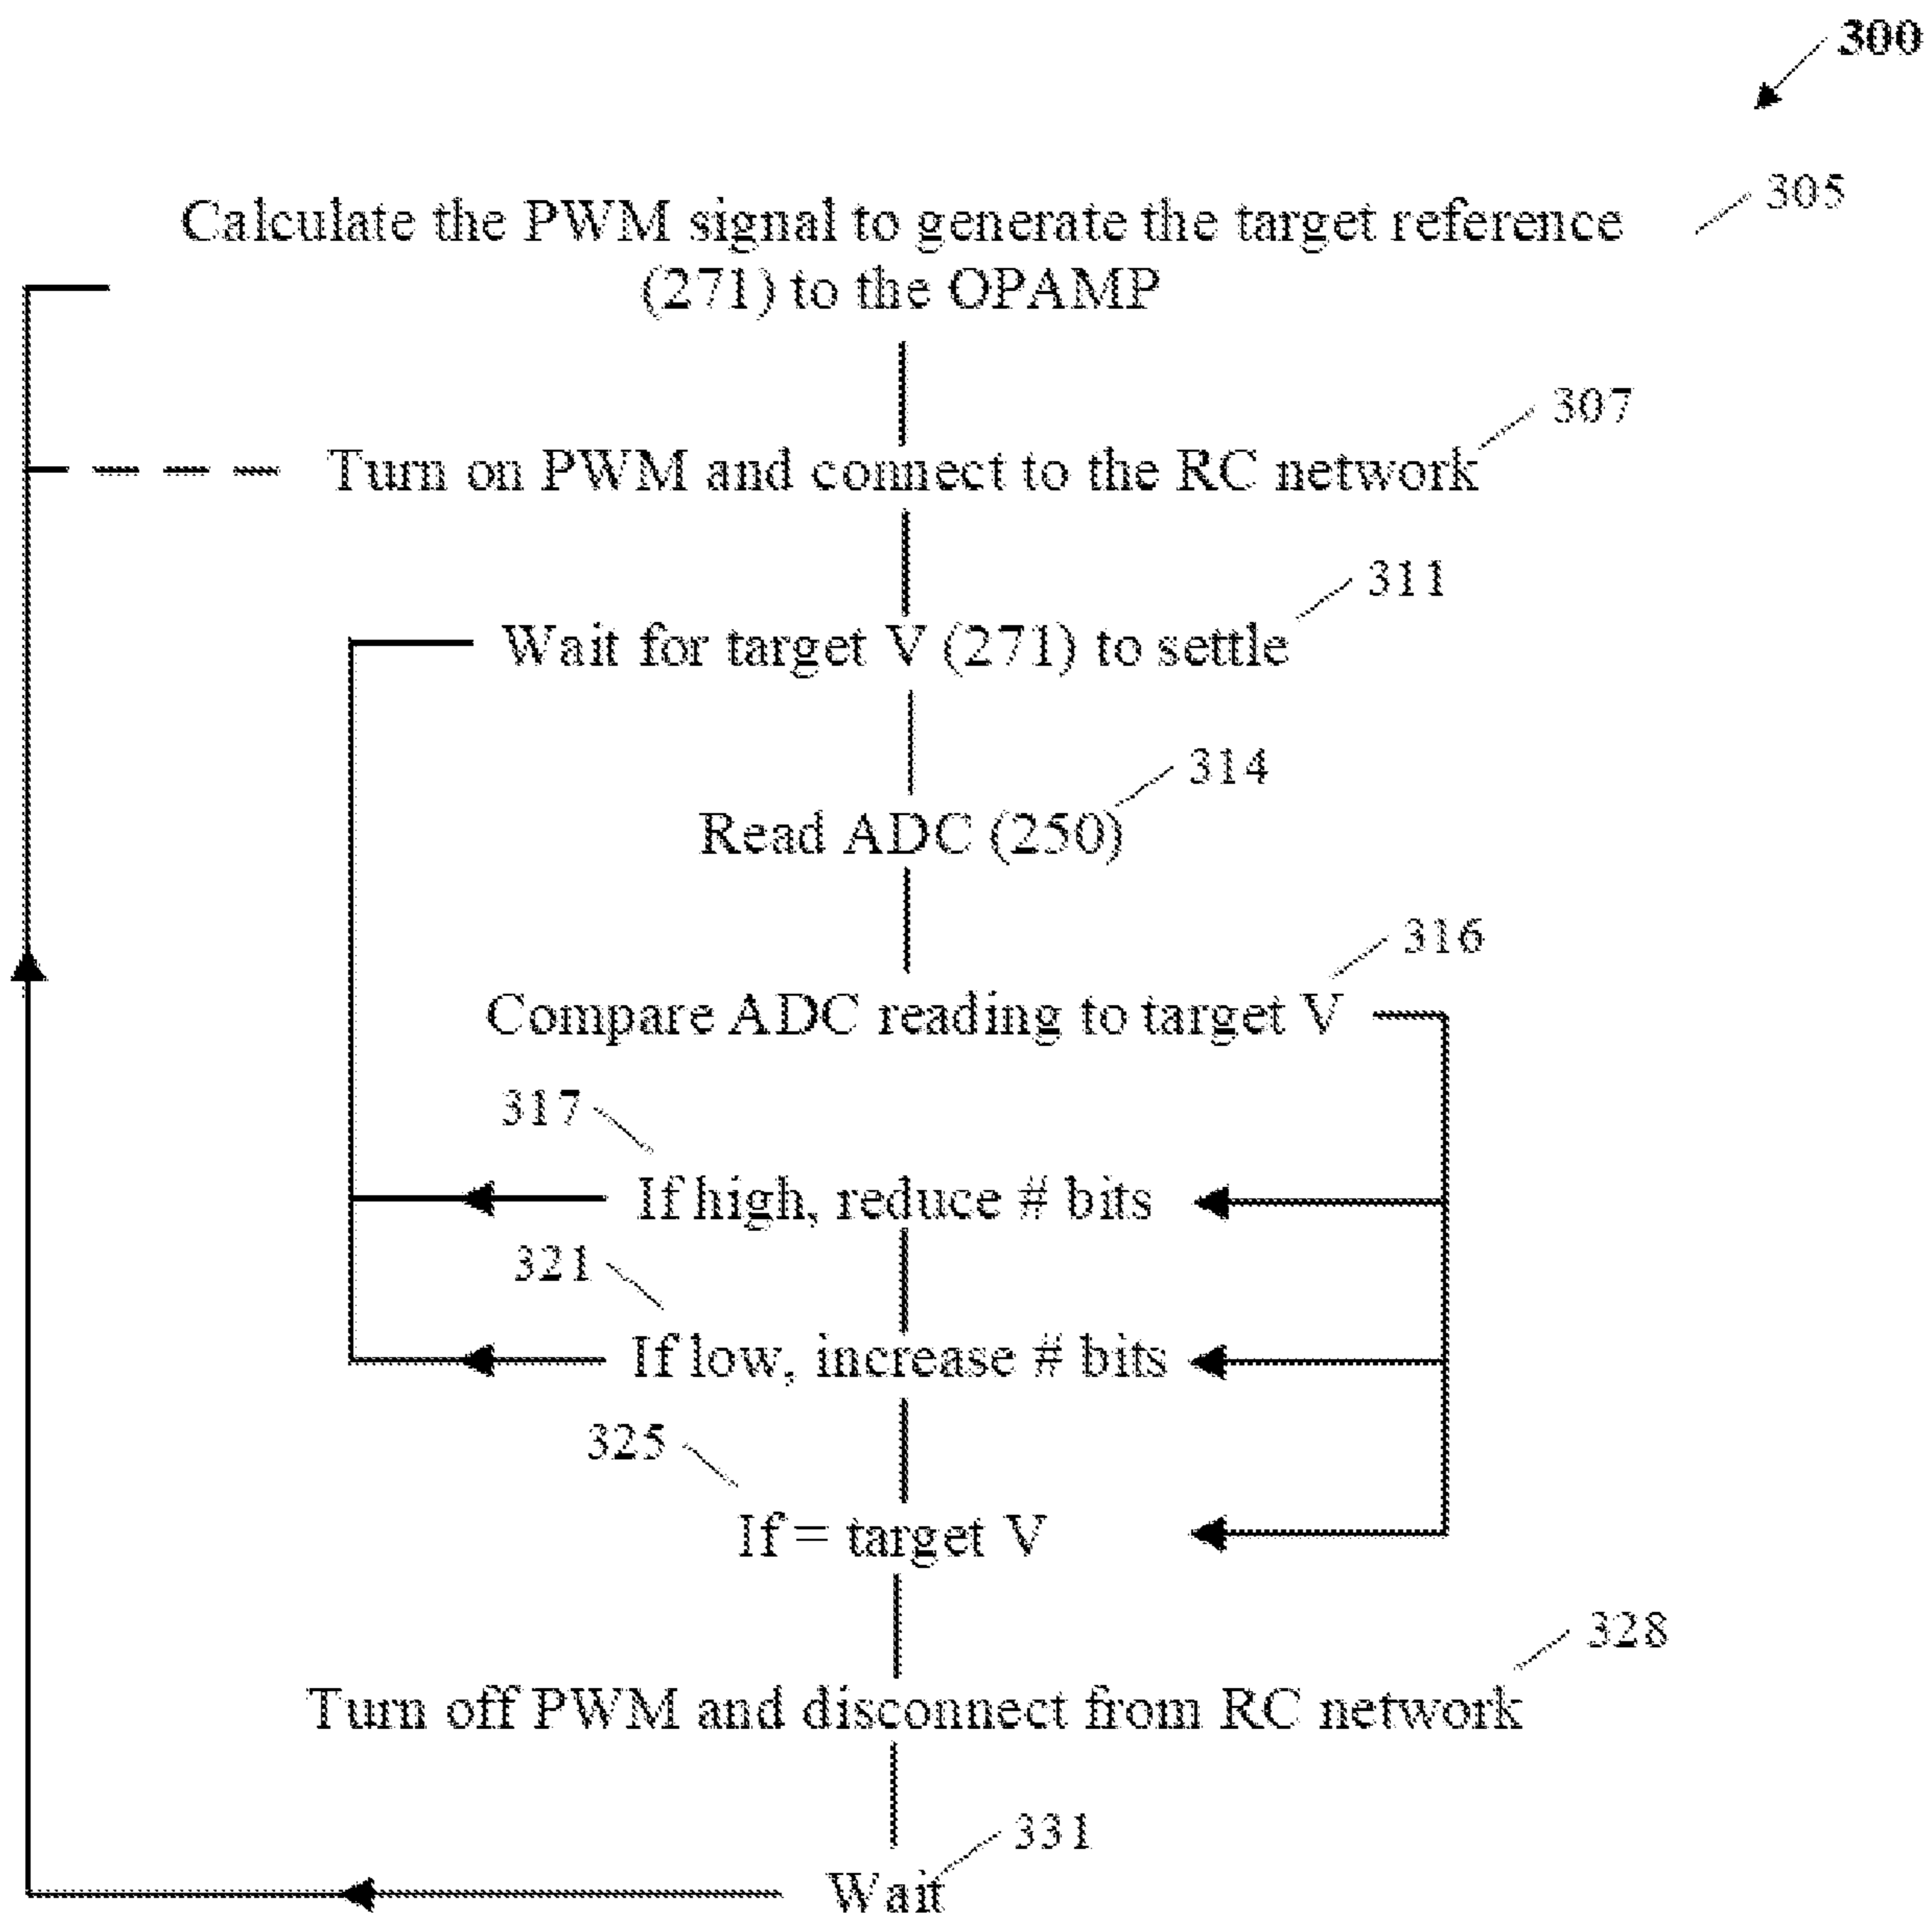 300
305
Calculate the PWM signal to generate the target reference
(271) to the OPAMP
307
Turn on PWM and connect to the RC network
311
Wait for target V (271) to settle
314
Read ADC (250)
316
Compare ADC reading to target V
317
If high, reduce # bits
321
If low, increase # bits
325
If = target V
328
Turn off PWM and disconnect from RC network
331
Wait